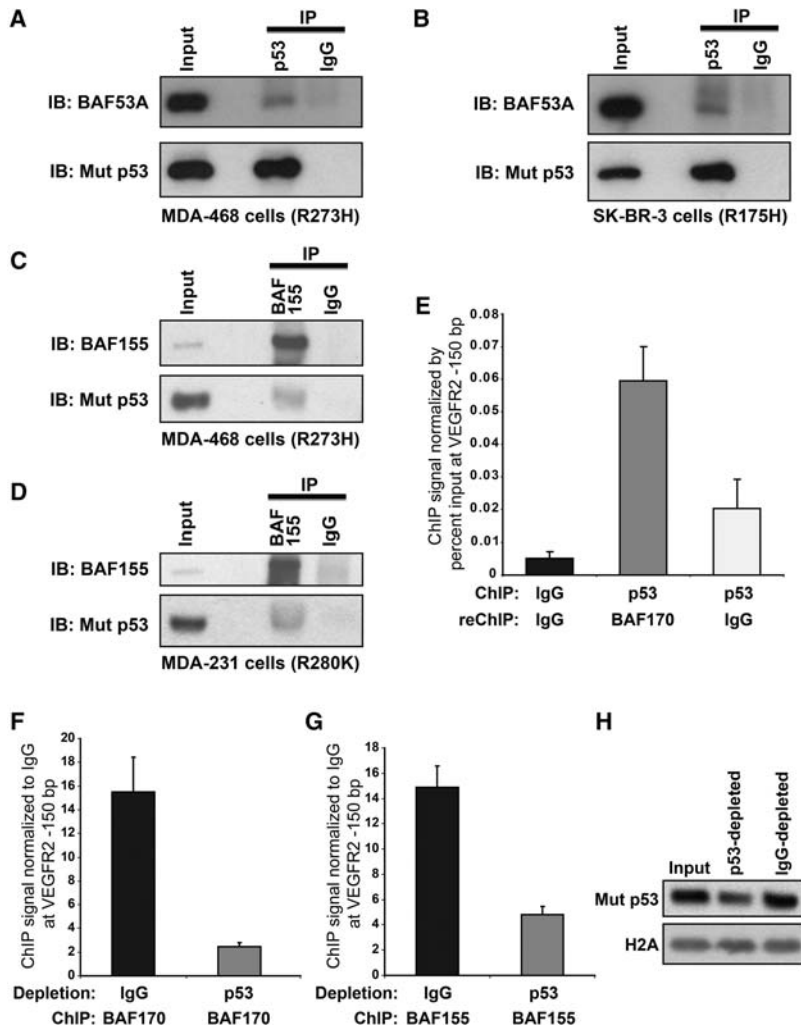 A
IP
Input
p53
IgG
IB: BAF53A
IB: Mut p53
MDA-468 cells (R273H)
B
IP
Input
p53
IgG
IB: BAF53A
IB: Mut p53
SK-BR-3 cells (R175H)
C
IP
Input
BAF
155
IgG
IB: BAF155
IB: Mut p53
MDA-468 cells (R273H)
D
IP
Input
BAF
155
IgG
IB: BAF155
IB: Mut p53
MDA-231 cells (R280K)
E
ChIP signal normalized by
percent input at VEGFR2 -150 bp
0.08
0.07
0.06
0.05
0.04
0.03
0.02
0.01
0
ChIP: IgG p53 p53
reChIP: IgG BAF170 IgG
F
ChIP signal normalized to IgG
at VEGFR2 -150 bp
20
18
16
14
12
10
8
6
4
2
0
Depletion: IgG p53
ChIP: BAF170 BAF170
G
ChIP signal normalized to IgG
at VEGFR2 -150 bp
18
16
14
12
10
8
6
4
2
0
Depletion: IgG p53
ChIP: BAF155 BAF155
H
Input
p53-depleted
IgG-depleted
Mut p53
H2A